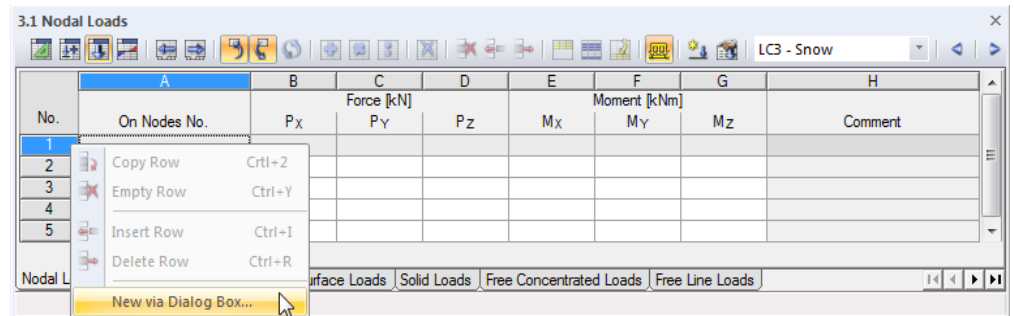 3.1 Nodal Loads
LC3 - Snow
A B C D E F G H
Force [kN] Moment [kNm]
No. On Nodes No. PX PY PZ MX MY MZ Comment
1
2
3
4
5
Copy Row Crtl+2
Empty Row Ctrl+Y
Insert Row Ctrl+I
Delete Row Ctrl+R
New via Dialog Box...
Nodal L urface Loads Solid Loads Free Concentrated Loads Free Line Loads